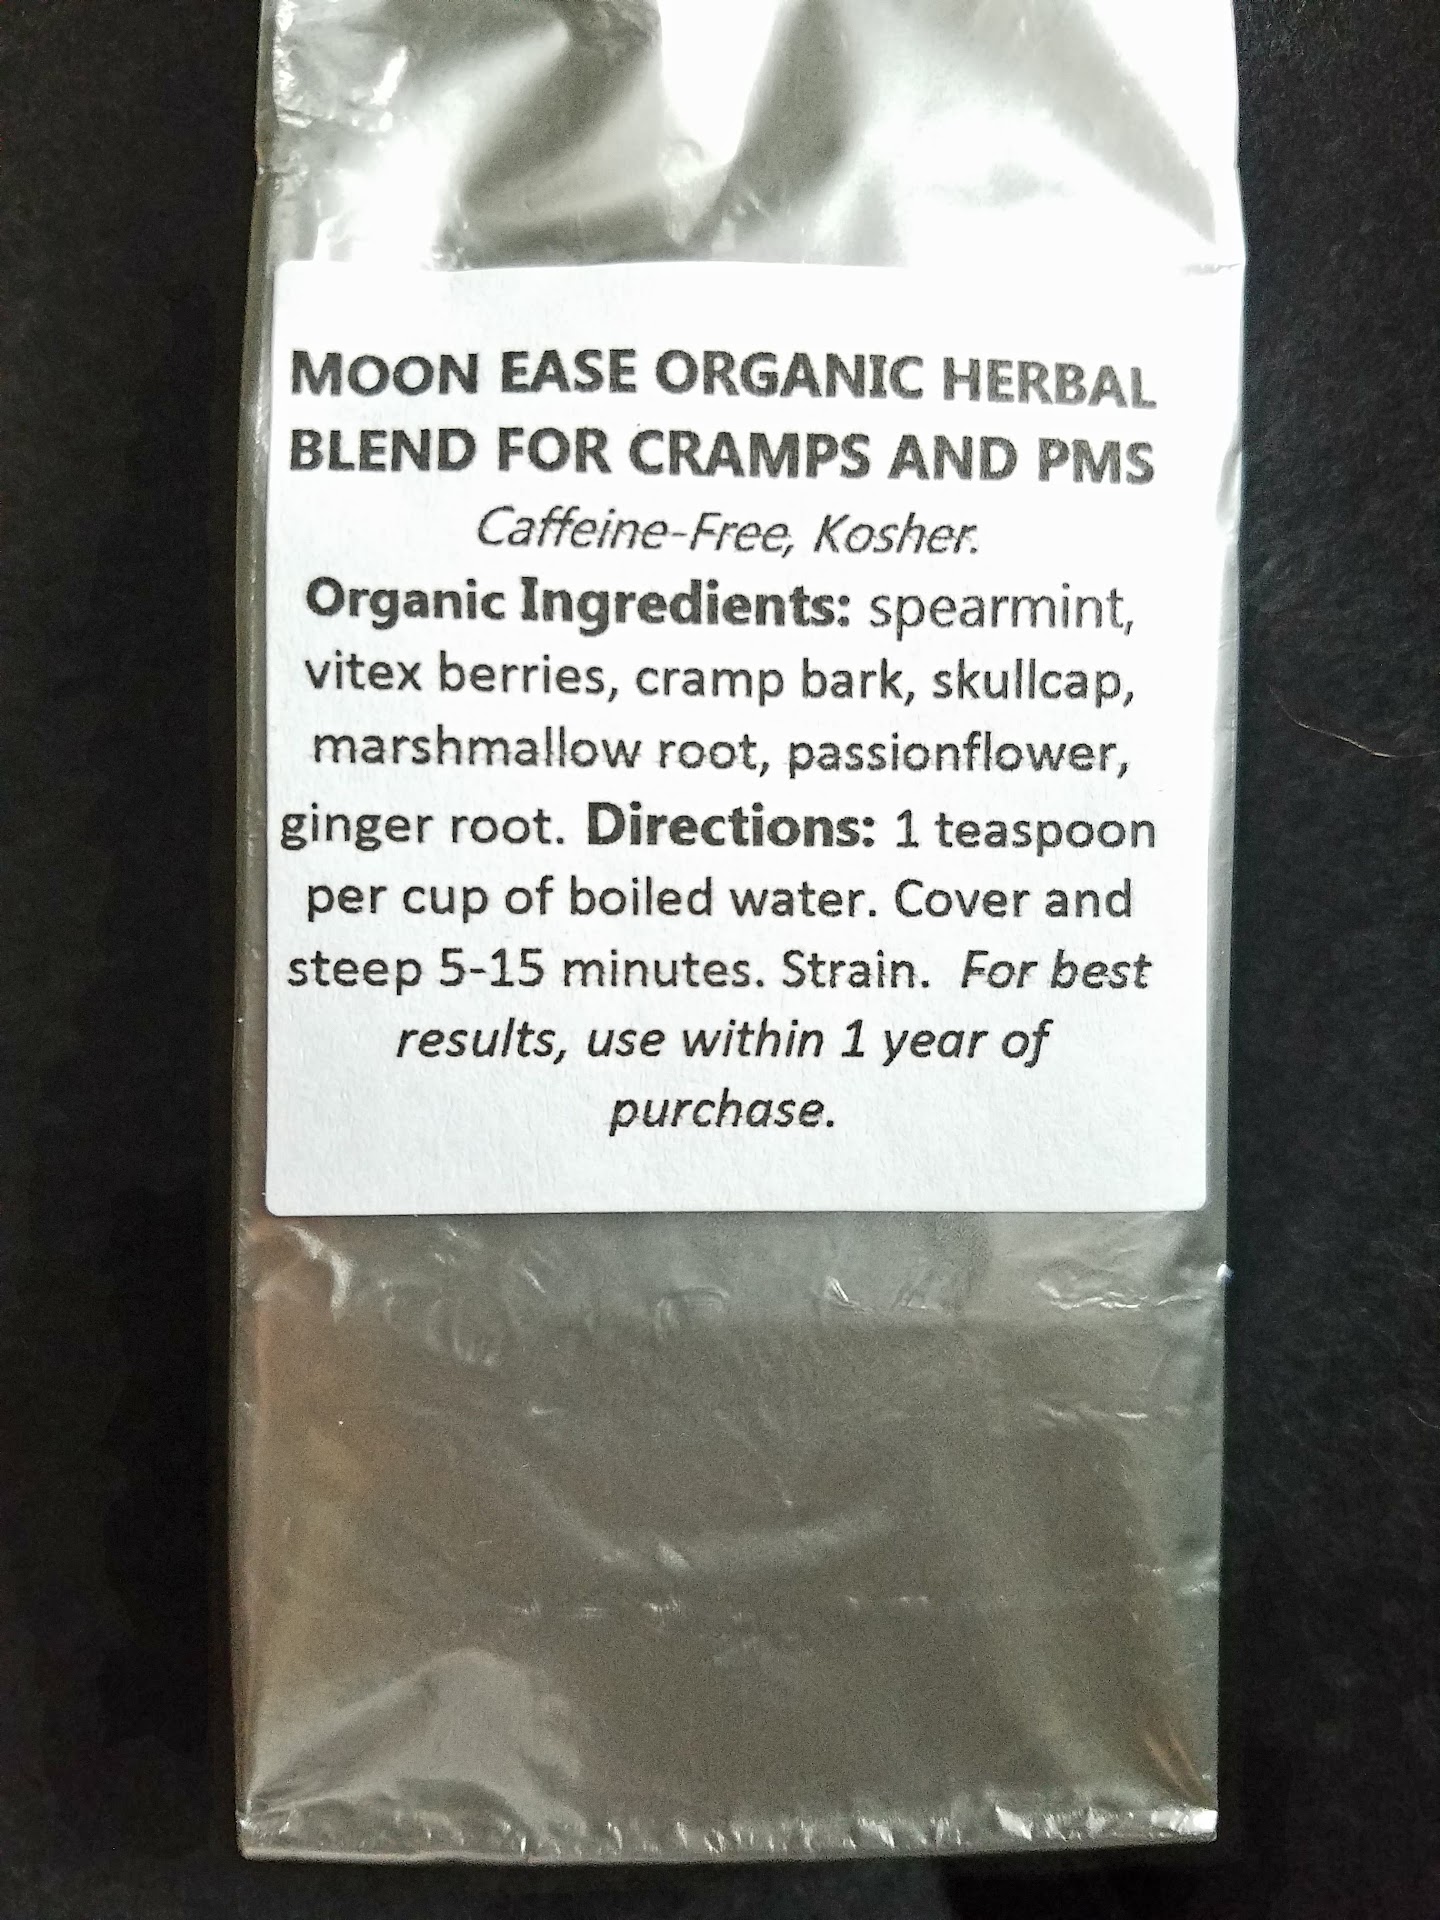 MOON EASE ORGANIC HERBAL
BLEND FOR CRAMPS AND PMS
Caffeine-Free, Kosher.
Organic Ingredients: spearmint,
vitex berries, cramp bark, skullcap,
marshmallow root, passionflower,
ginger root. Directions: 1 teaspoon
per cup of boiled water. Cover and
steep 5-15 minutes. Strain. For best
results, use within 1 year of
purchase.